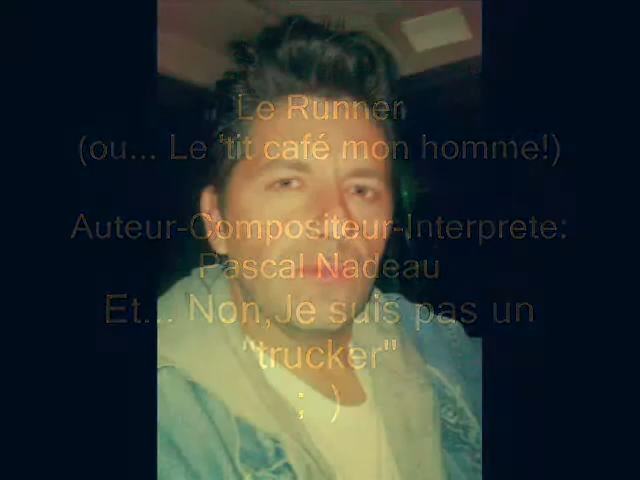 Le Runner
(ou... Le 'tit café mon homme!)
Auteur-Compositeur-Interprete:
Pascal Nadeau
Et... Non,Je suis pas un
"trucker"
; )